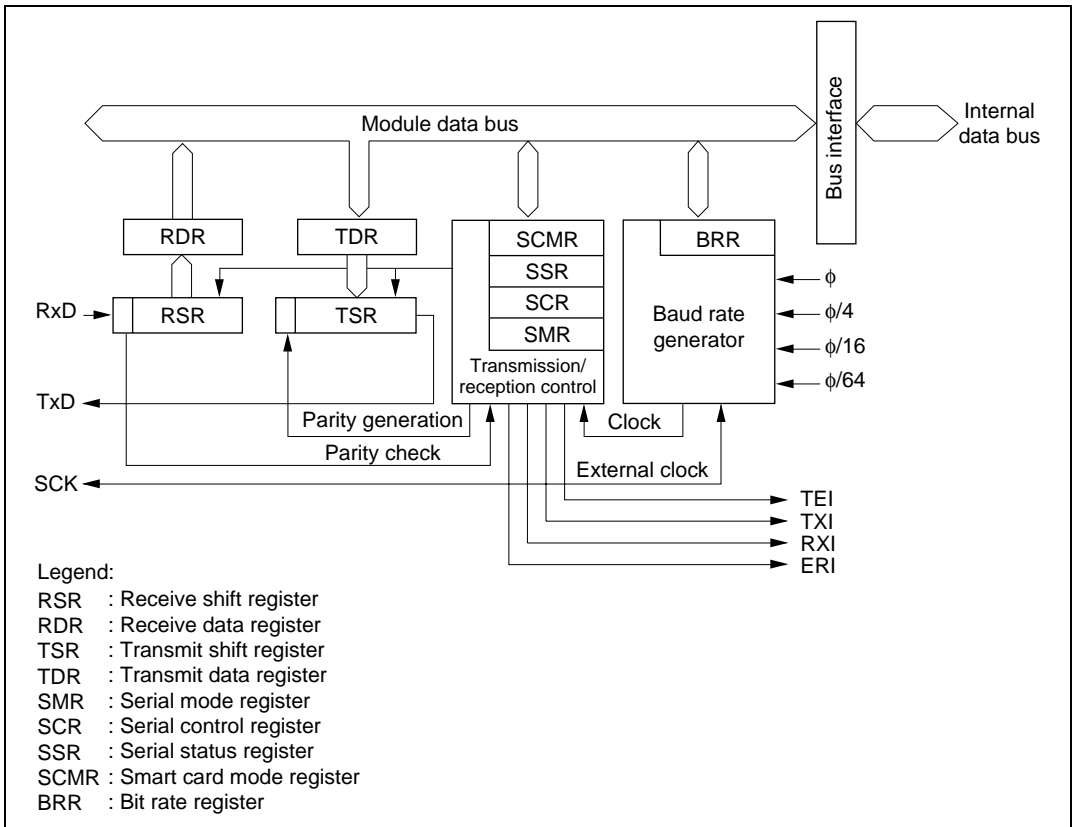 Bus interface
Internal
data bus
Module data bus
RDR
TDR
SCMR
BRR
SSR
φ
RxD
RSR
TSR
SCR
Baud rate
generator
φ/4
SMR
φ/16
Transmission/
reception control
φ/64
TxD
Parity generation
Clock
Parity check
External clock
SCK
TEI
TXI
RXI
ERI
Legend:
RSR : Receive shift register
RDR : Receive data register
TSR : Transmit shift register
TDR : Transmit data register
SMR : Serial mode register
SCR : Serial control register
SSR : Serial status register
SCMR : Smart card mode register
BRR : Bit rate register